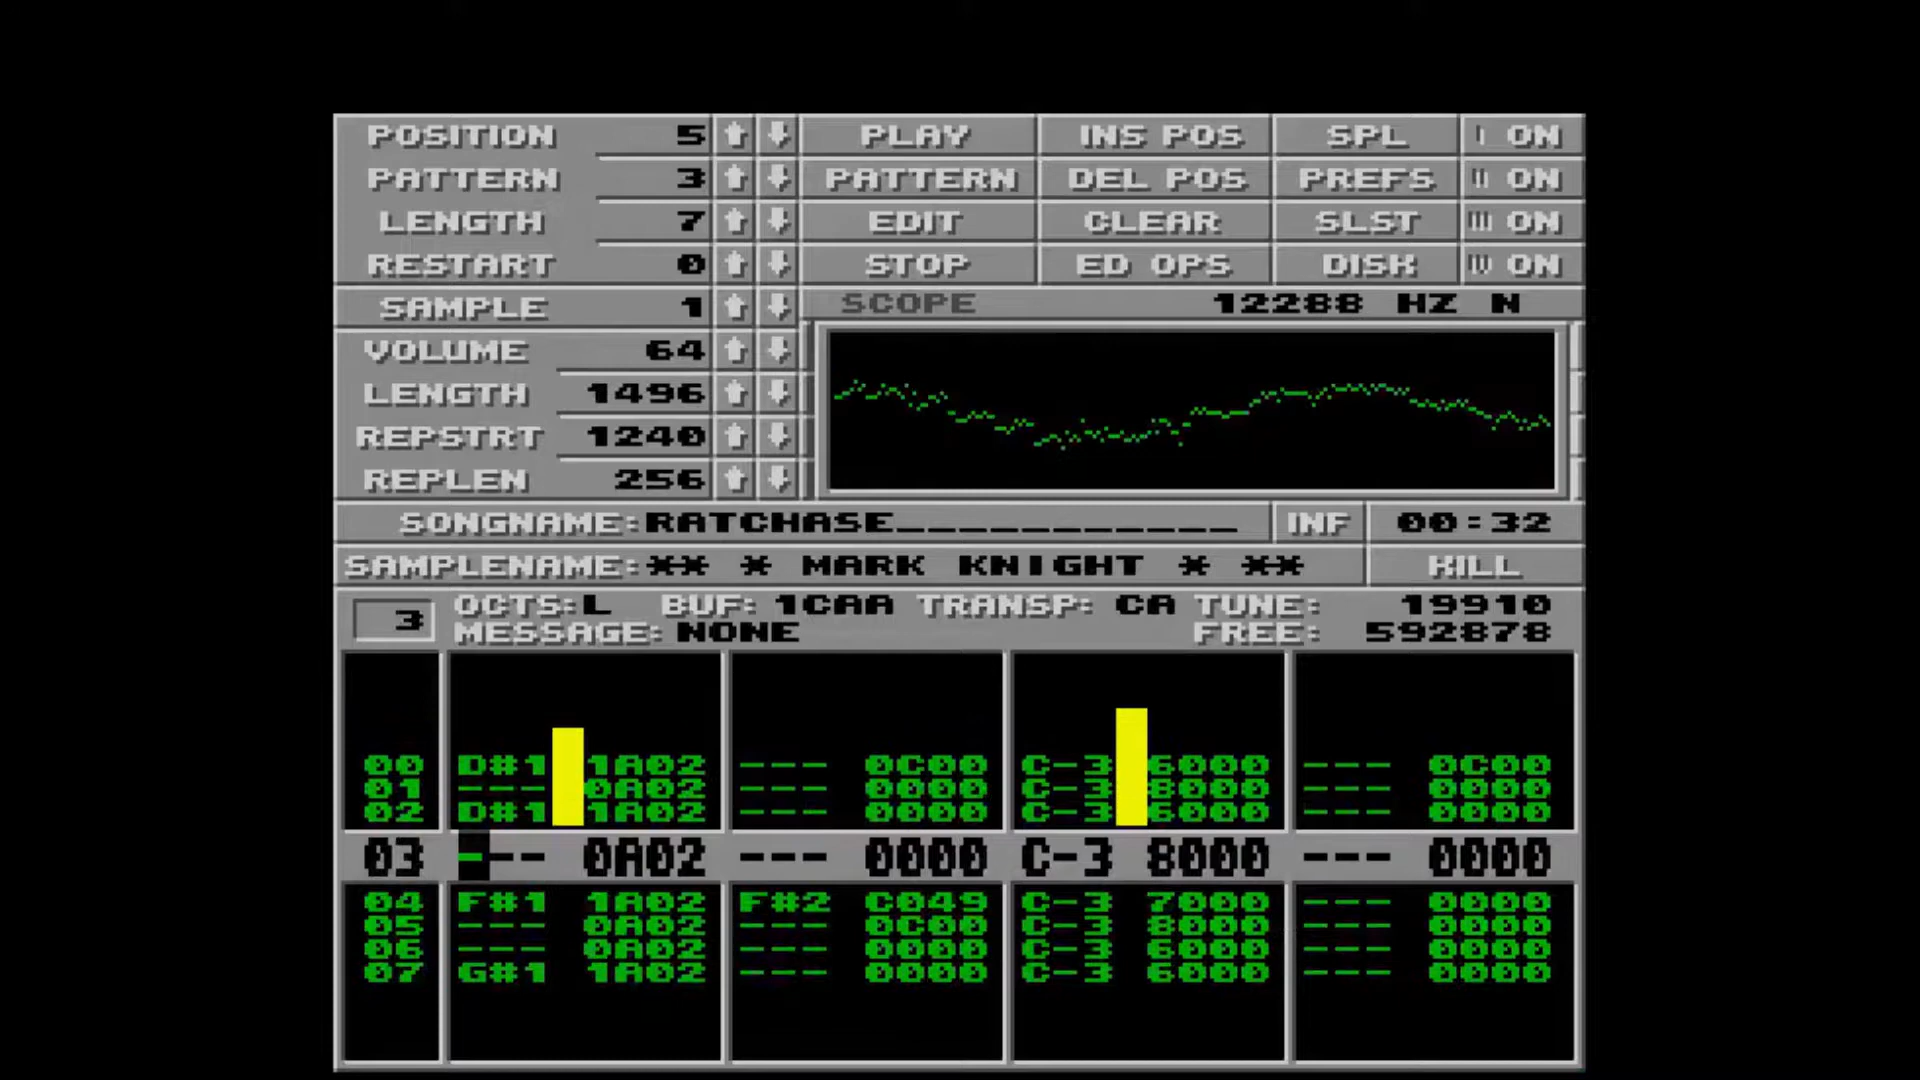 POSITION 5 PLAY INS POS SPL I ON
PATTERN 3 PATTERN DEL POS PREFS II ON
LENGTH 7 EDIT CLEAR SLST III ON
RESTART 0 STOP ED OPS DISK IV ON
SAMPLE 1 SCOPE 12288 HZ N
VOLUME 64
LENGTH 1496
REPSTRT 1240
REPLEN 256
SONGNAME:RATCHASE___________ INF 00:32
SAMPLENAME:** * MARK KNIGHT * ** KILL
3 OCTS:L BUF: 1CAA TRANSP: CA TUNE: 19910
MESSAGE: NONE FREE: 592878
00 D#1 1A02 --- 0C00 C-3 6000 --- 0C00
01 --- 0A02 --- 0000 C-3 8000 --- 0000
02 D#1 1A02 --- 0000 C-3 6000 --- 0000
03 --- 0A02 --- 0000 C-3 8000 --- 0000
04 F#1 1A02 F#2 C049 C-3 7000 --- 0000
05 --- 0A02 --- 0C00 C-3 8000 --- 0000
06 --- 0A02 --- 0000 C-3 6000 --- 0000
07 G#1 1A02 --- 0000 C-3 6000 --- 0000